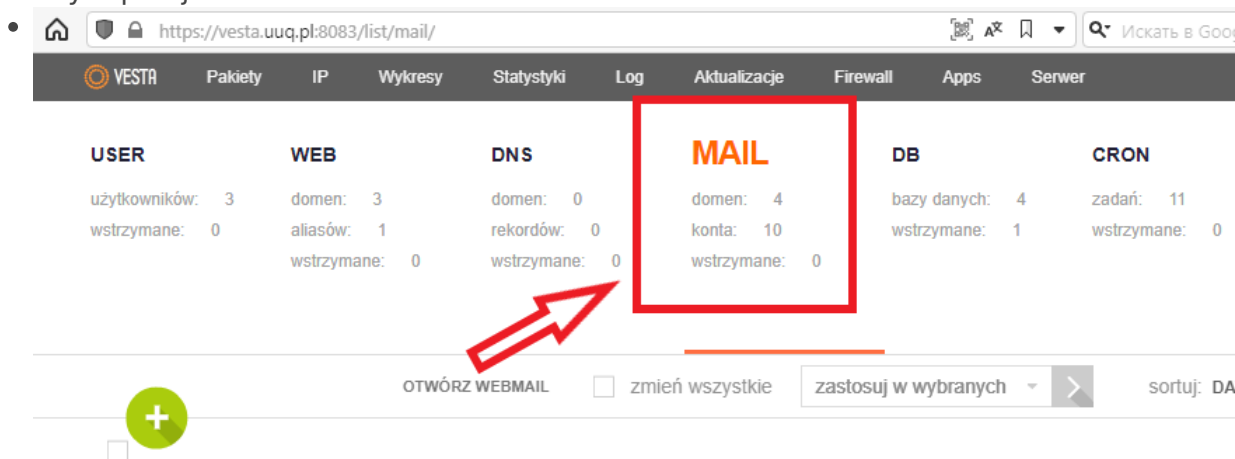 https://vesta.uuq.pl:8083/list/mail/ Искать в Goo
VESTA Pakiety IP Wykresy Statystyki Log Aktualizacje Firewall Apps Serwer
USER WEB DNS MAIL DB CRON
użytkowników: 3 domen: 3 domen: 0 domen: 4 bazy danych: 4 zadań: 11
wstrzymane: 0 aliasów: 1 rekordów: 0 konta: 10 wstrzymane: 1 wstrzymane: 0
wstrzymane: 0 wstrzymane: 0 wstrzymane: 0
OTWÓRZ WEBMAIL zmień wszystkie zastosuj w wybranych sortuj: DA